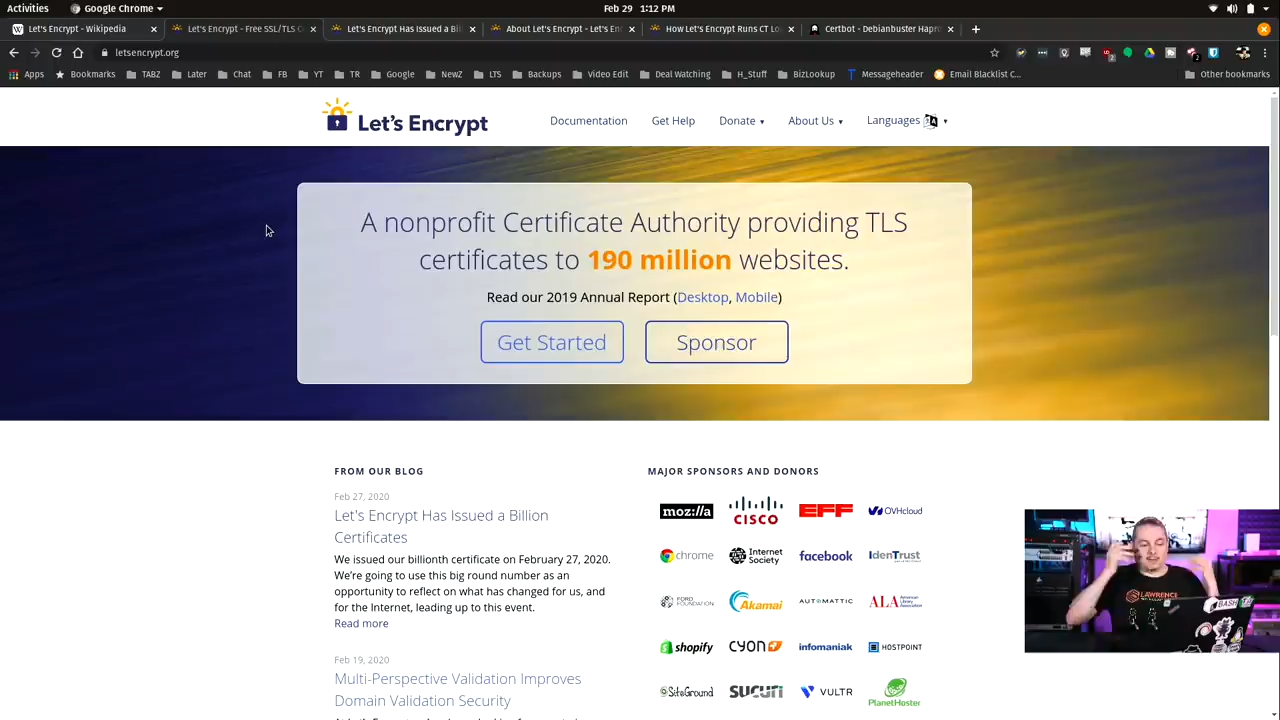 Activities
Google Chrome
Feb 29 1:12 PM
Let's Encrypt - Wikipedia
Let's Encrypt - Free SSL/TLS C
Let's Encrypt Has Issued a Bil
About Let's Encrypt - Let's En
How Let's Encrypt Runs CT Lo
Certbot - Debianbuster Hapro
letsencrypt.org
Apps
Bookmarks
TABZ
Later
Chat
FB
YT
TR
Google
NewZ
LTS
Backups
Video Edit
Deal Watching
H_Stuff
BizLookup
Messageheader
Email Blacklist C...
Other bookmarks
Let's Encrypt
Documentation
Get Help
Donate
About Us
Languages
A nonprofit Certificate Authority providing TLS
certificates to 190 million websites.
Read our 2019 Annual Report (Desktop, Mobile)
Get Started
Sponsor
FROM OUR BLOG
Feb 27, 2020
Let's Encrypt Has Issued a Billion
Certificates
We issued our billionth certificate on February 27, 2020.
We're going to use this big round number as an
opportunity to reflect on what has changed for us, and
for the Internet, leading up to this event.
Read more
Feb 19, 2020
Multi-Perspective Validation Improves
Domain Validation Security
MAJOR SPONSORS AND DONORS
moz://a
CISCO
EFF
OVHcloud
chrome
Internet
Society
facebook
IdenTrust
FORD
FOUNDATION
Akamai
AUTOMATTIC
ALA American
Library
Association
shopify
CYON
infomaniak
HOSTPOINT
SiteGround
SUCURI
VULTR
PlanetHoster
LAWRENCE
BASH